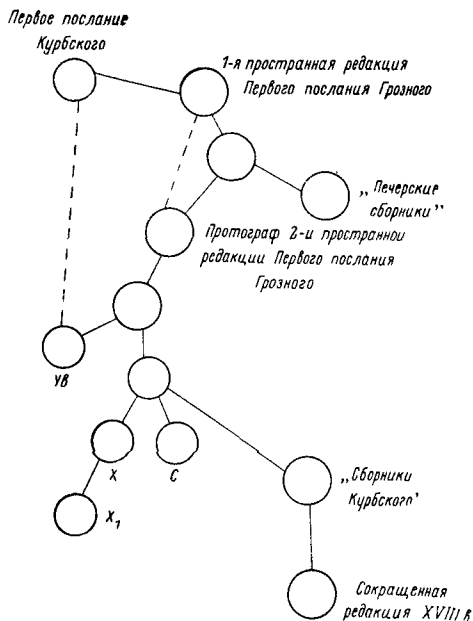 Первое послание
Курбского
1-я пространная редакция
Первого послания Грозного
„Печерские
сборники"
Протограф 2-и пространной
редакции Первого послания
Грозного
Ув
X
С
X₁
„Сборники
Курбского'
Сокращенная
редакция XVIII в